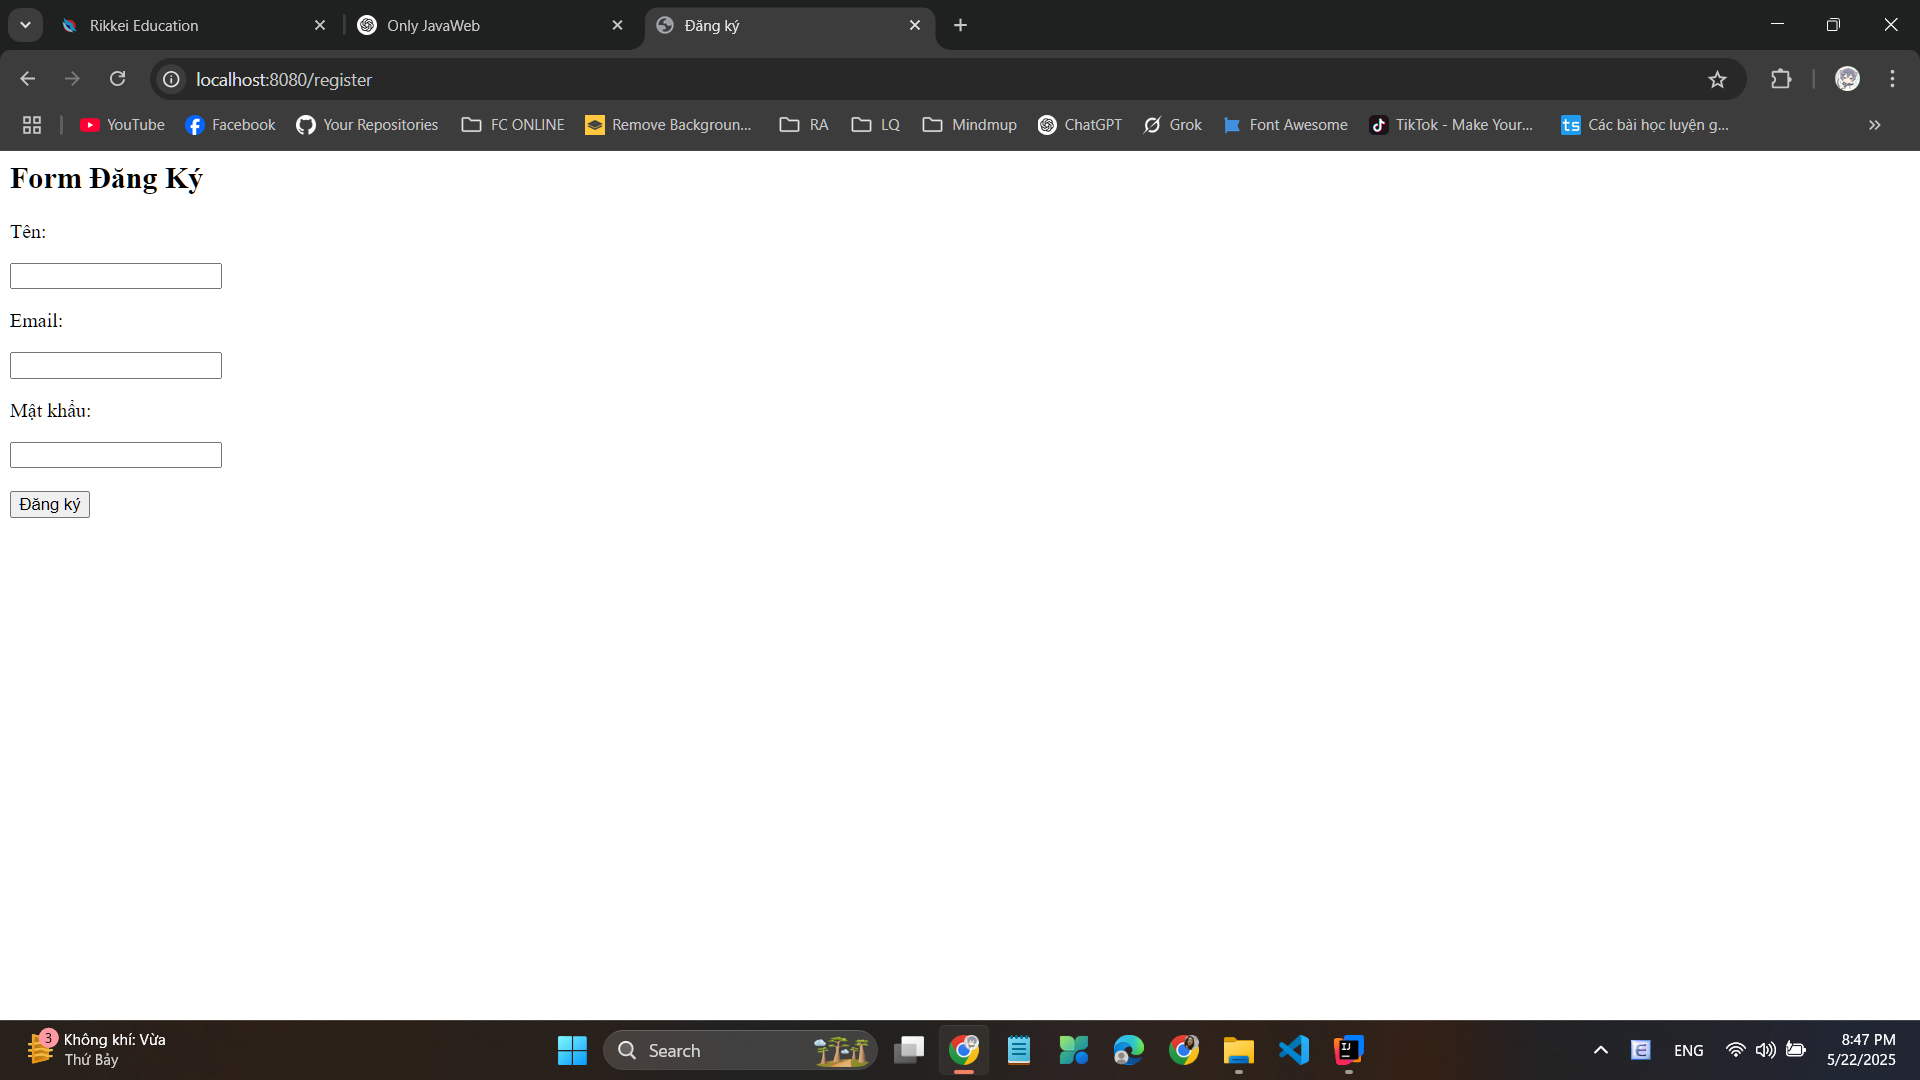 Rikkei Education
Only JavaWeb
Đăng ký
localhost:8080/register
YouTube
Facebook
Your Repositories
FC ONLINE
Remove Backgroun...
RA
LQ
Mindmup
ChatGPT
Grok
Font Awesome
TikTok - Make Your...
ts
Các bài học luyện g...
Form Đăng Ký
Tên:
Email:
Mật khẩu:
Đăng ký
3
Không khí: Vừa
Thứ Bảy
Search
IJ
E
ENG
8:47 PM
5/22/2025